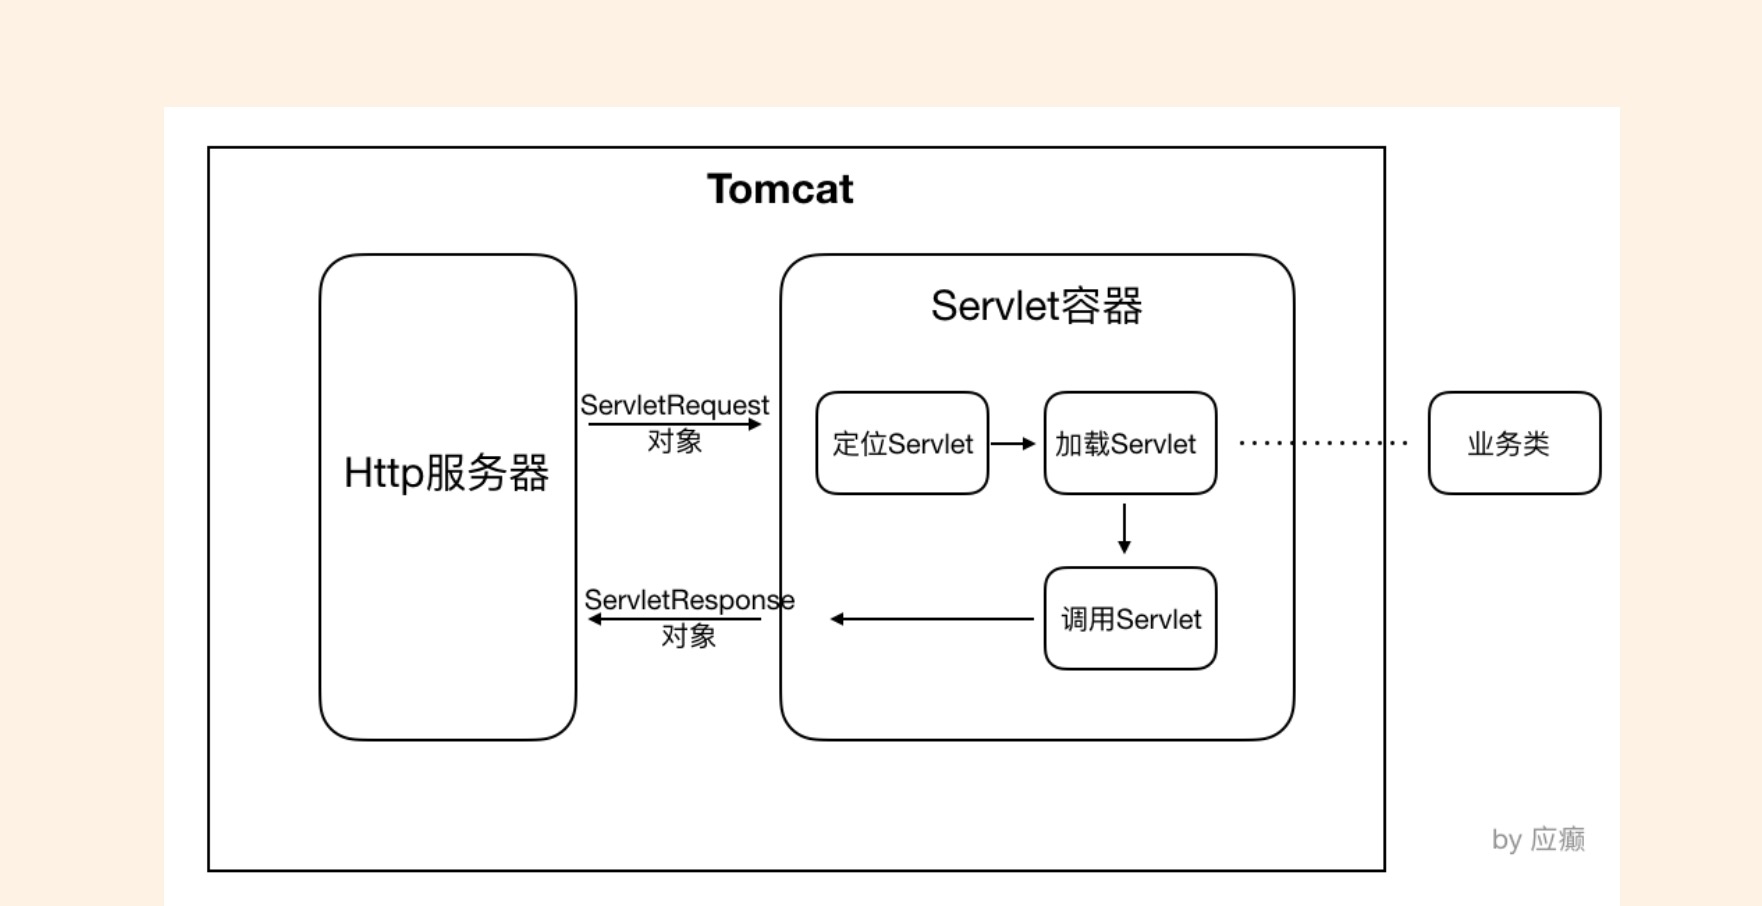 Tomcat
Servlet容器
Http服务器
ServletRequest
对象
定位Servlet
加载Servlet
业务类
ServletResponse
对象
调用Servlet
by 应癫